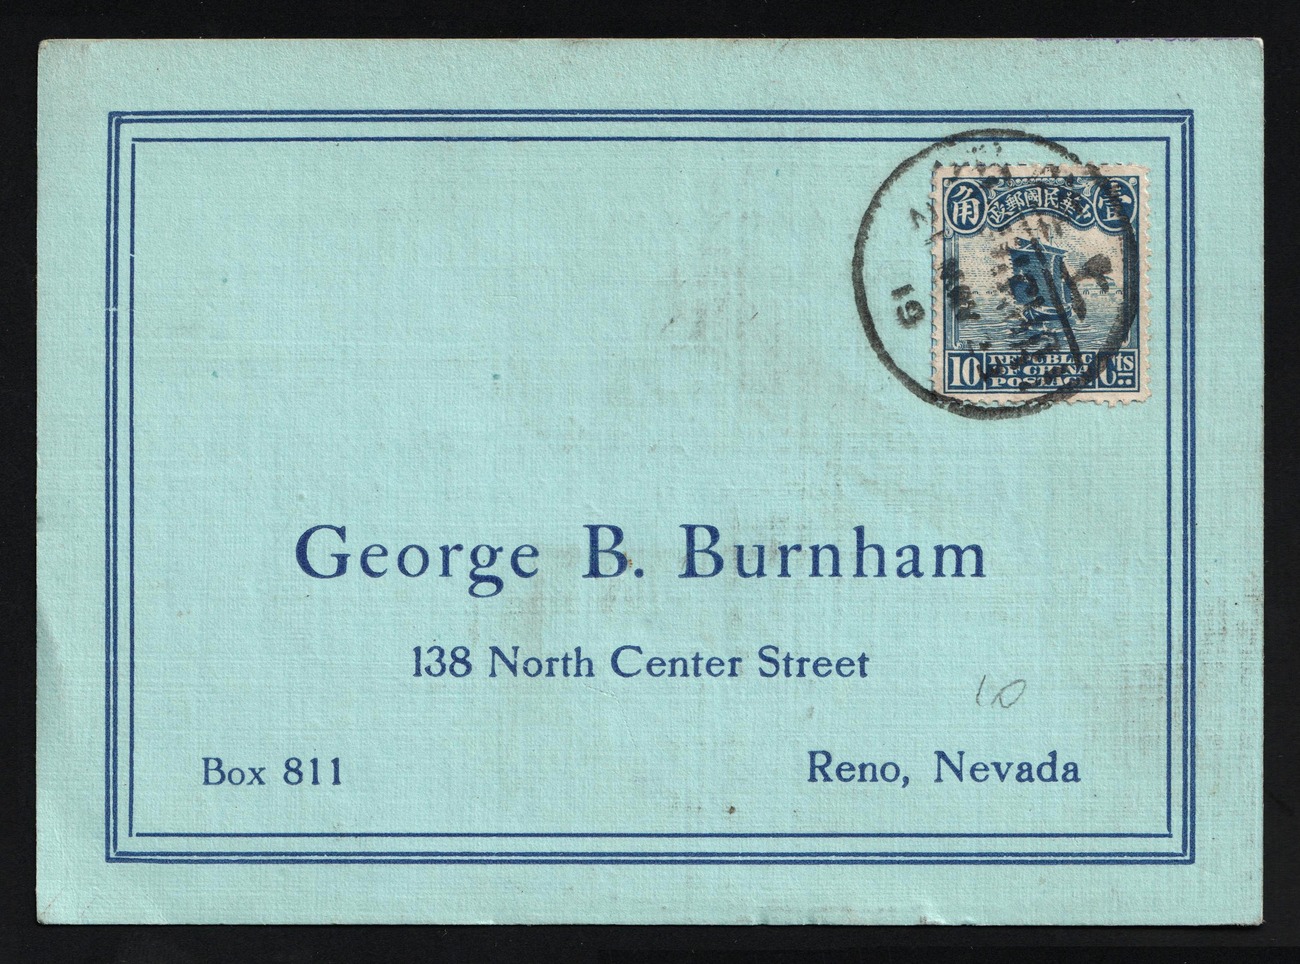 角 政郵國民華中 壹
19
10 REPUBLIC OF CHINA POSTAGE Cts
George B. Burnham
138 North Center Street
10
Box 811
Reno, Nevada